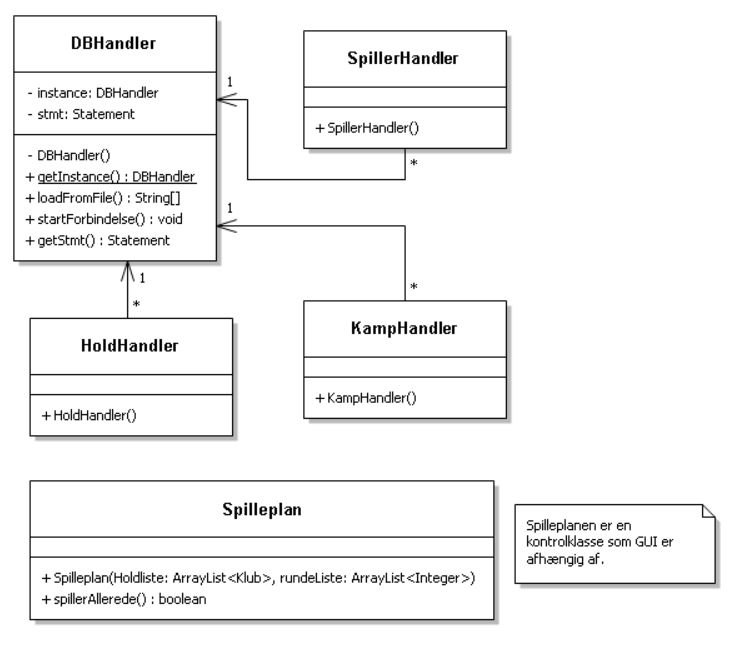 DBHandler
- instance: DBHandler
- stmt: Statement
- DBHandler()
+ getInstance() : DBHandler
+ loadFromFile() : String[]
+ startForbindelse() : void
+ getStmt() : Statement
1
SpillerHandler
+ SpillerHandler()
*
1
*
KampHandler
+ KampHandler()
1
*
HoldHandler
+ HoldHandler()
Spilleplan
+ Spilleplan(Holdliste: ArrayList<Klub>, rundeListe: ArrayList<Integer>)
+ spillerAllerede() : boolean
Spilleplanen er en
kontrolklasse som GUI er
afhængig af.